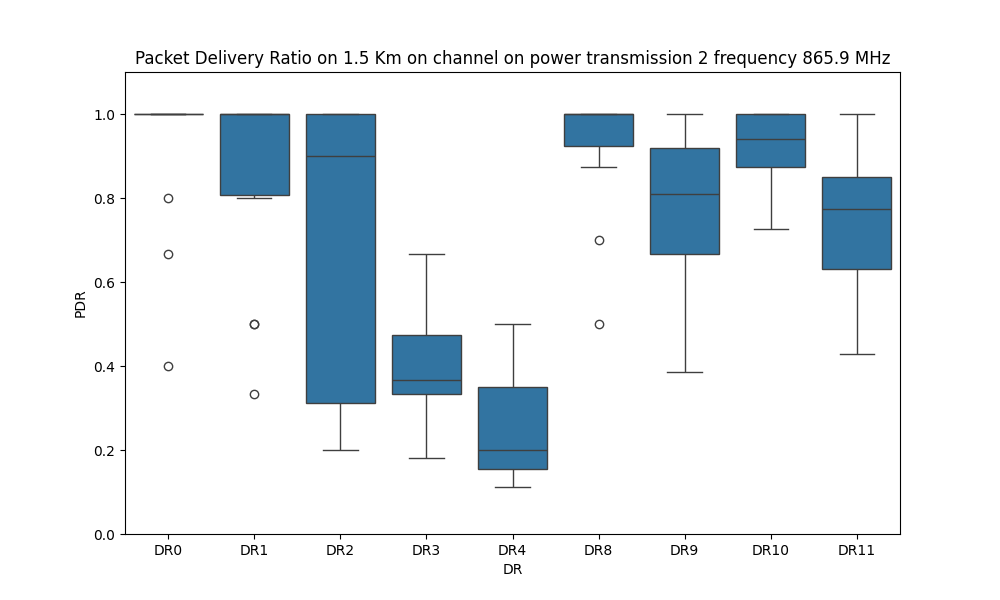 Packet Delivery Ratio on 1.5 Km on channel on power transmission 2 frequency 865.9 MHz
1.0
0.8
0.6
0.4
0.2
0.0
PDR
DR0 DR1 DR2 DR3 DR4 DR8 DR9 DR10 DR11
DR